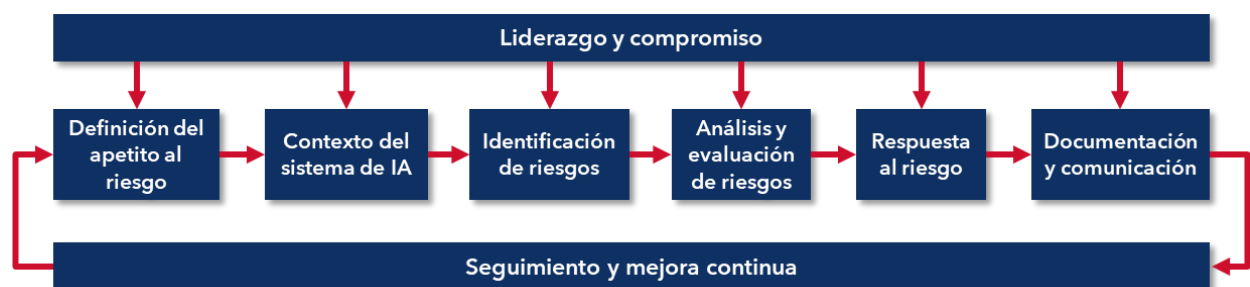 Liderazgo y compromiso
Definición del
apetito al
riesgo
Contexto del
sistema de IA
Identificación
de riesgos
Análisis y
evaluación
de riesgos
Respuesta
al riesgo
Documentación
y comunicación
Seguimiento y mejora continua